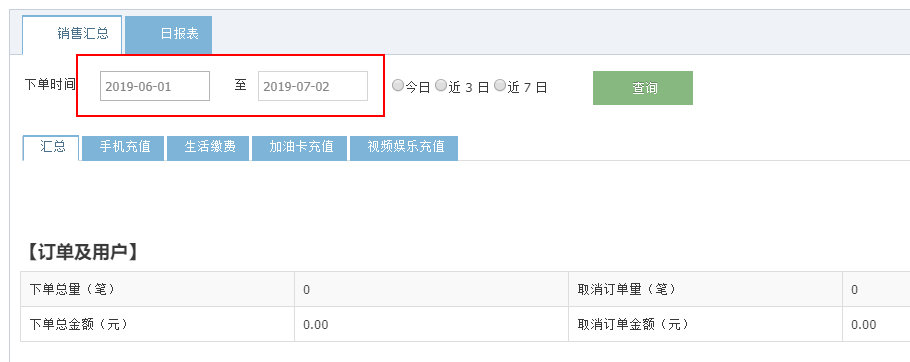 销售汇总 日报表
下单时间 2019-06-01 至 2019-07-02 今日 近 3 日 近 7 日 查询
汇总 手机充值 生活缴费 加油卡充值 视频娱乐充值
【订单及用户】
下单总量（笔） 0 取消订单量（笔） 0
下单总金额（元） 0.00 取消订单金额（元） 0.00